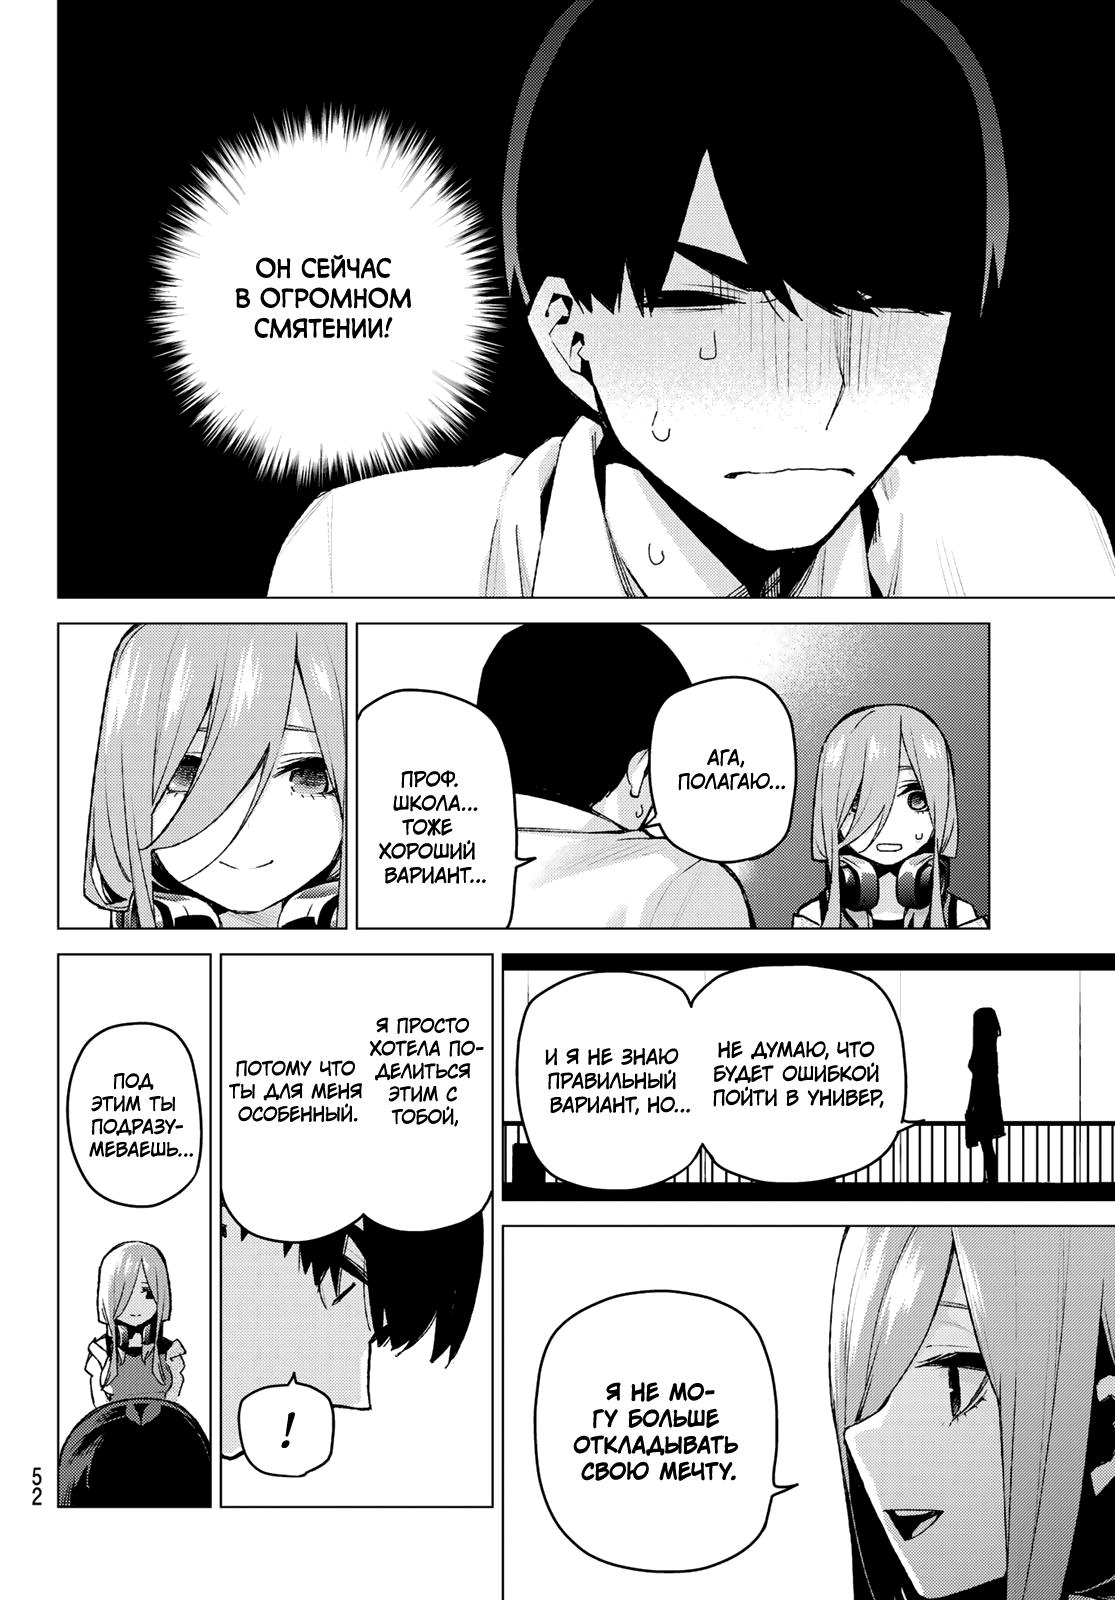 ОН СЕЙЧАС
В ОГРОМНОМ
СМЯТЕНИИ!
АГА,
ПОЛАГАЮ...
ПРОФ.
ШКОЛА...
ТОЖЕ
ХОРОШИЙ
ВАРИАНТ...
НЕ ДУМАЮ, ЧТО
БУДЕТ ОШИБКОЙ
ПОЙТИ В УНИВЕР,
И Я НЕ ЗНАЮ
ПРАВИЛЬНЫЙ
ВАРИАНТ, НО...
Я НЕ МО-
ГУ БОЛЬШЕ
ОТКЛАДЫВАТЬ
СВОЮ МЕЧТУ.
Я ПРОСТО
ХОТЕЛА ПО-
ДЕЛИТЬСЯ
ЭТИМ С
ТОБОЙ,
ПОТОМУ ЧТО
ТЫ ДЛЯ МЕНЯ
ОСОБЕННЫЙ.
!
ПОД
ЭТИМ ТЫ
ПОДРАЗУ-
МЕВАЕШЬ...
52